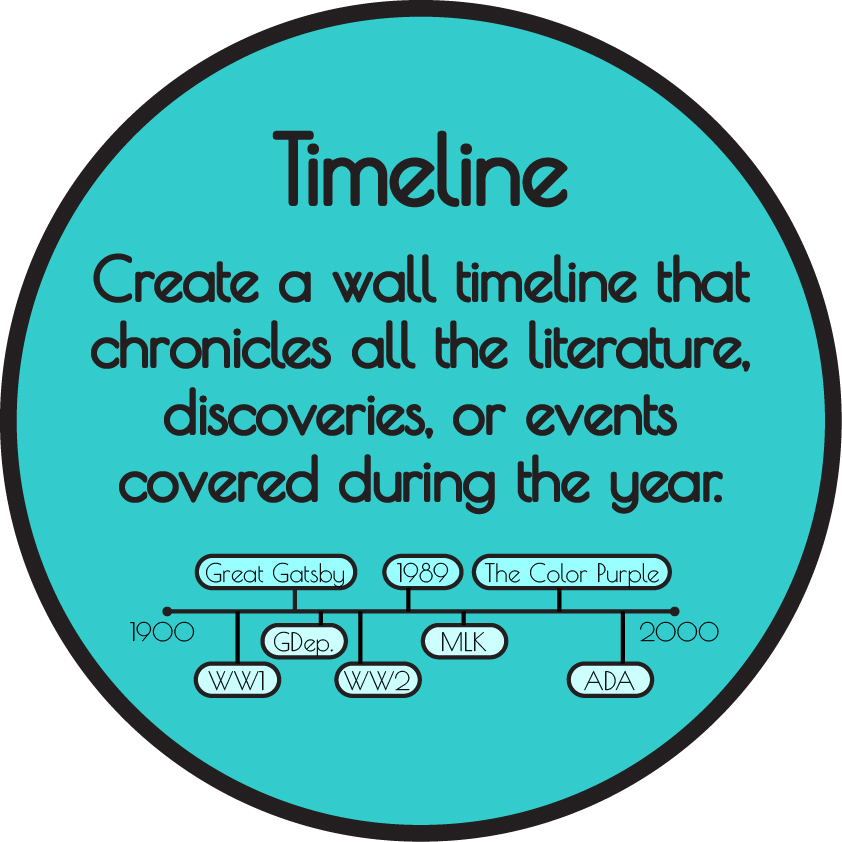 Timeline
Create a wall timeline that
chronicles all the literature,
discoveries, or events
covered during the year.
Great Gatsby 1989 The Color Purple
1900 GDep. MLK 2000
WW1 WW2 ADA